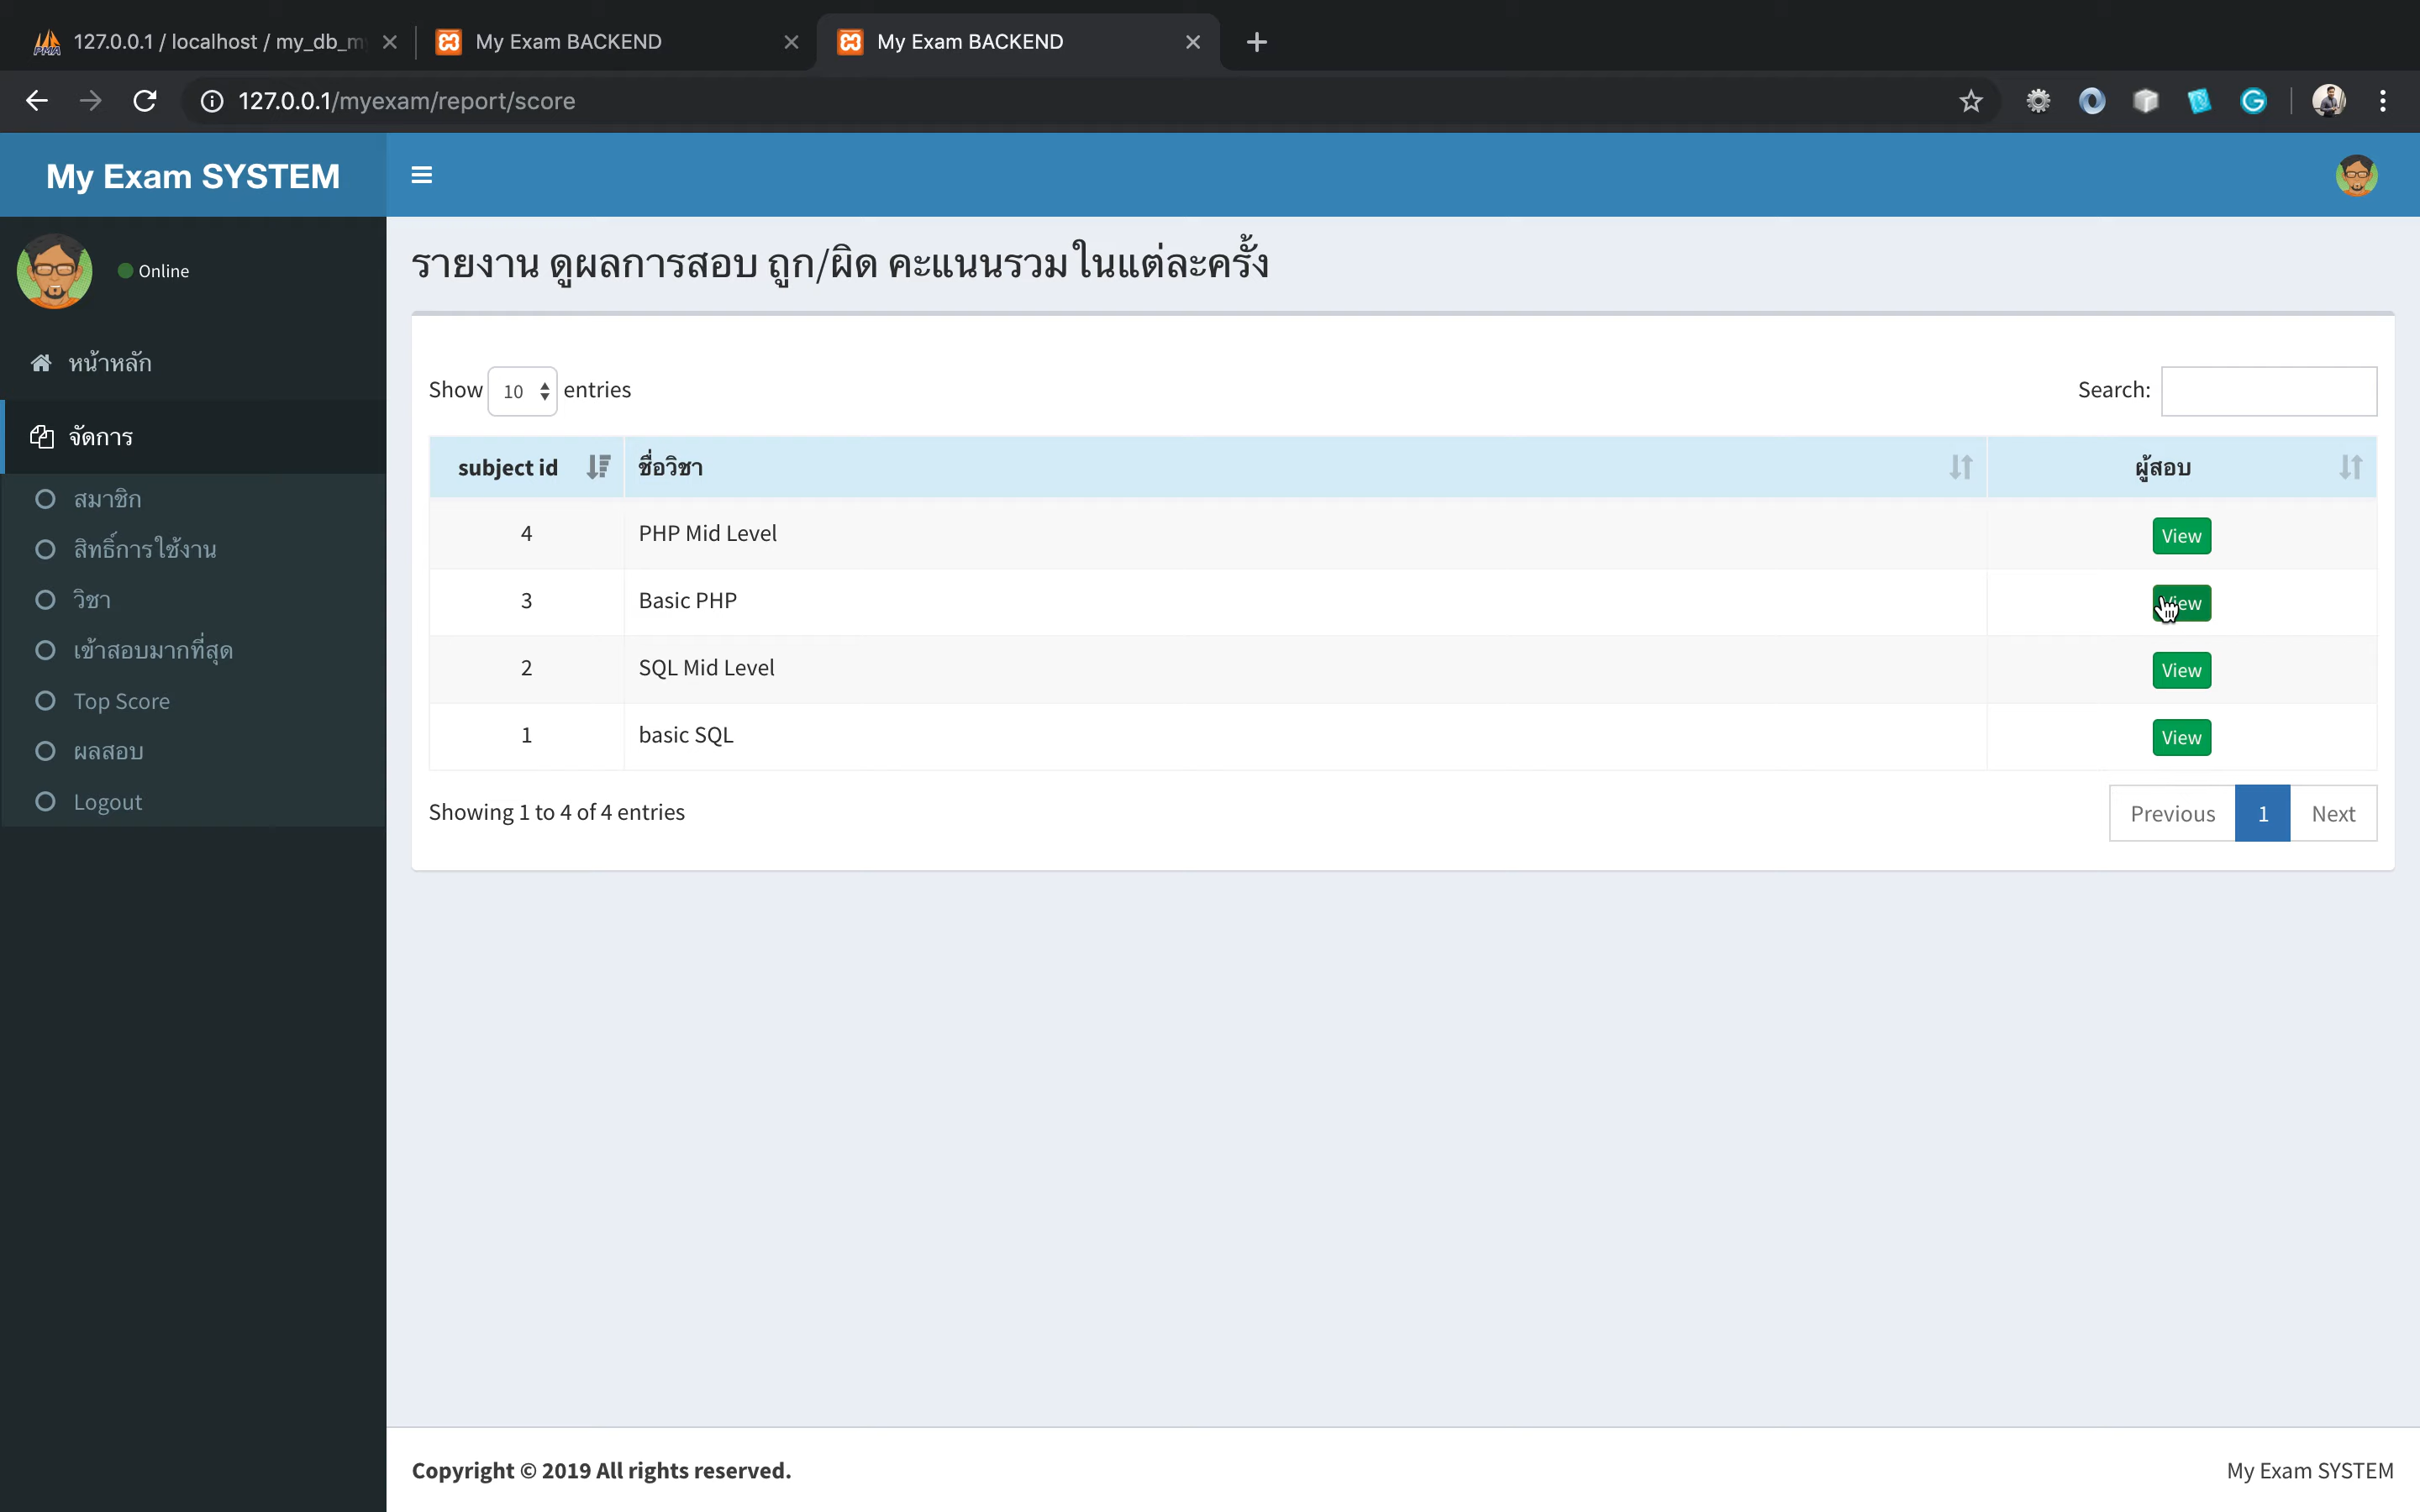 127.0.0.1 / localhost / my_db_m
My Exam BACKEND
My Exam BACKEND
127.0.0.1/myexam/report/score
My Exam SYSTEM
Online
หน้าหลัก
จัดการ
สมาชิก
สิทธิ์การใช้งาน
วิชา
เข้าสอบมากที่สุด
Top Score
ผลสอบ
Logout
รายงาน ดูผลการสอบ ถูก/ผิด คะแนนรวม ในแต่ละครั้ง
Show 10 entries
Search:
subject id ชื่อวิชา ผู้สอบ
4 PHP Mid Level View
3 Basic PHP View
2 SQL Mid Level View
1 basic SQL View
Showing 1 to 4 of 4 entries
Previous 1 Next
Copyright © 2019 All rights reserved.
My Exam SYSTEM